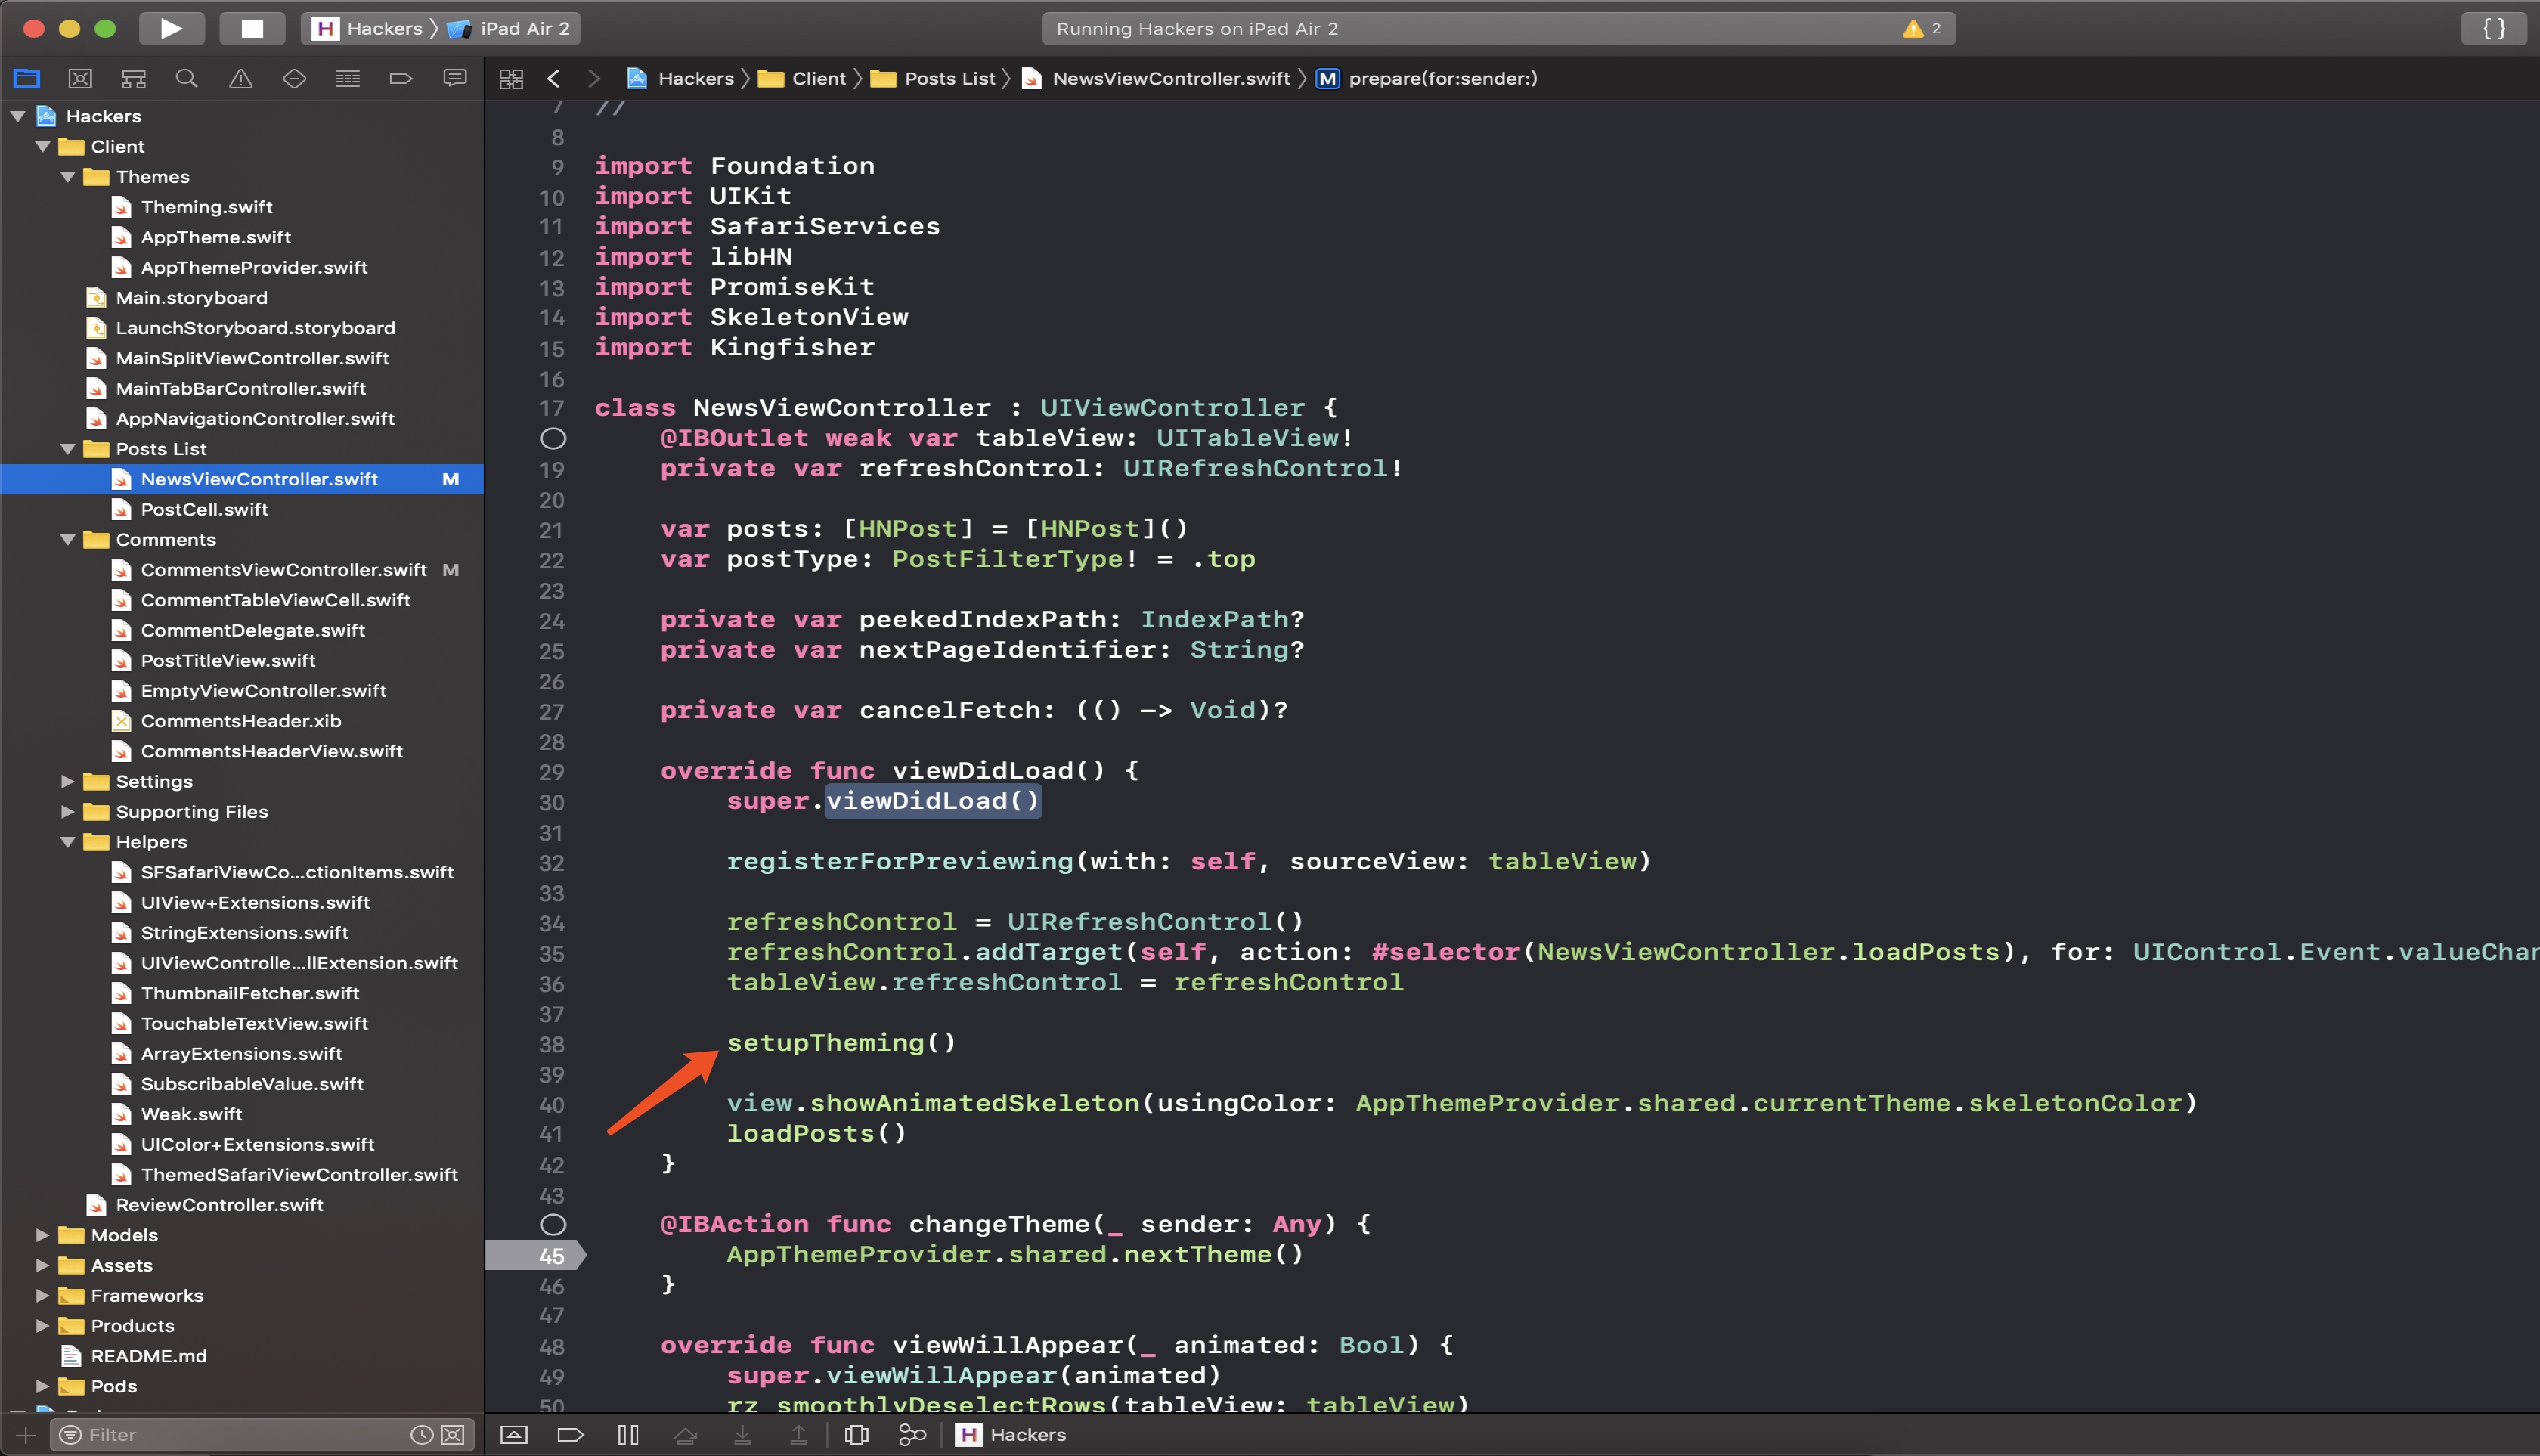 Hackers iPad Air 2
Running Hackers on iPad Air 2
2
{ }
Hackers Client Posts List NewsViewController.swift M prepare(for:sender:)
Hackers
Client
Themes
Theming.swift
AppTheme.swift
AppThemeProvider.swift
Main.storyboard
LaunchStoryboard.storyboard
MainSplitViewController.swift
MainTabBarController.swift
AppNavigationController.swift
Posts List
NewsViewController.swift M
PostCell.swift
Comments
CommentsViewController.swift M
CommentTableViewCell.swift
CommentDelegate.swift
PostTitleView.swift
EmptyViewController.swift
CommentsHeader.xib
CommentsHeaderView.swift
Settings
Supporting Files
Helpers
SFSafariViewCo...ctionItems.swift
UIView+Extensions.swift
StringExtensions.swift
UIViewControlle...llExtension.swift
ThumbnailFetcher.swift
TouchableTextView.swift
ArrayExtensions.swift
SubscribableValue.swift
Weak.swift
UIColor+Extensions.swift
ThemedSafariViewController.swift
ReviewController.swift
Models
Assets
Frameworks
Products
README.md
Pods
Filter
7 //
8
9 import Foundation
10 import UIKit
11 import SafariServices
12 import libHN
13 import PromiseKit
14 import SkeletonView
15 import Kingfisher
16
17 class NewsViewController : UIViewController {
@IBOutlet weak var tableView: UITableView!
19 private var refreshControl: UIRefreshControl!
20
21 var posts: [HNPost] = [HNPost]()
22 var postType: PostFilterType! = .top
23
24 private var peekedIndexPath: IndexPath?
25 private var nextPageIdentifier: String?
26
27 private var cancelFetch: (() -> Void)?
28
29 override func viewDidLoad() {
30 super.viewDidLoad()
31
32 registerForPreviewing(with: self, sourceView: tableView)
33
34 refreshControl = UIRefreshControl()
35 refreshControl.addTarget(self, action: #selector(NewsViewController.loadPosts), for: UIControl.Event.valueChan
36 tableView.refreshControl = refreshControl
37
38 setupTheming()
39
40 view.showAnimatedSkeleton(usingColor: AppThemeProvider.shared.currentTheme.skeletonColor)
41 loadPosts()
42 }
43
@IBAction func changeTheme(_ sender: Any) {
45 AppThemeProvider.shared.nextTheme()
46 }
47
48 override func viewWillAppear(_ animated: Bool) {
49 super.viewWillAppear(animated)
50 rz_smoothlyDeselectRows(tableView: tableView)
H Hackers